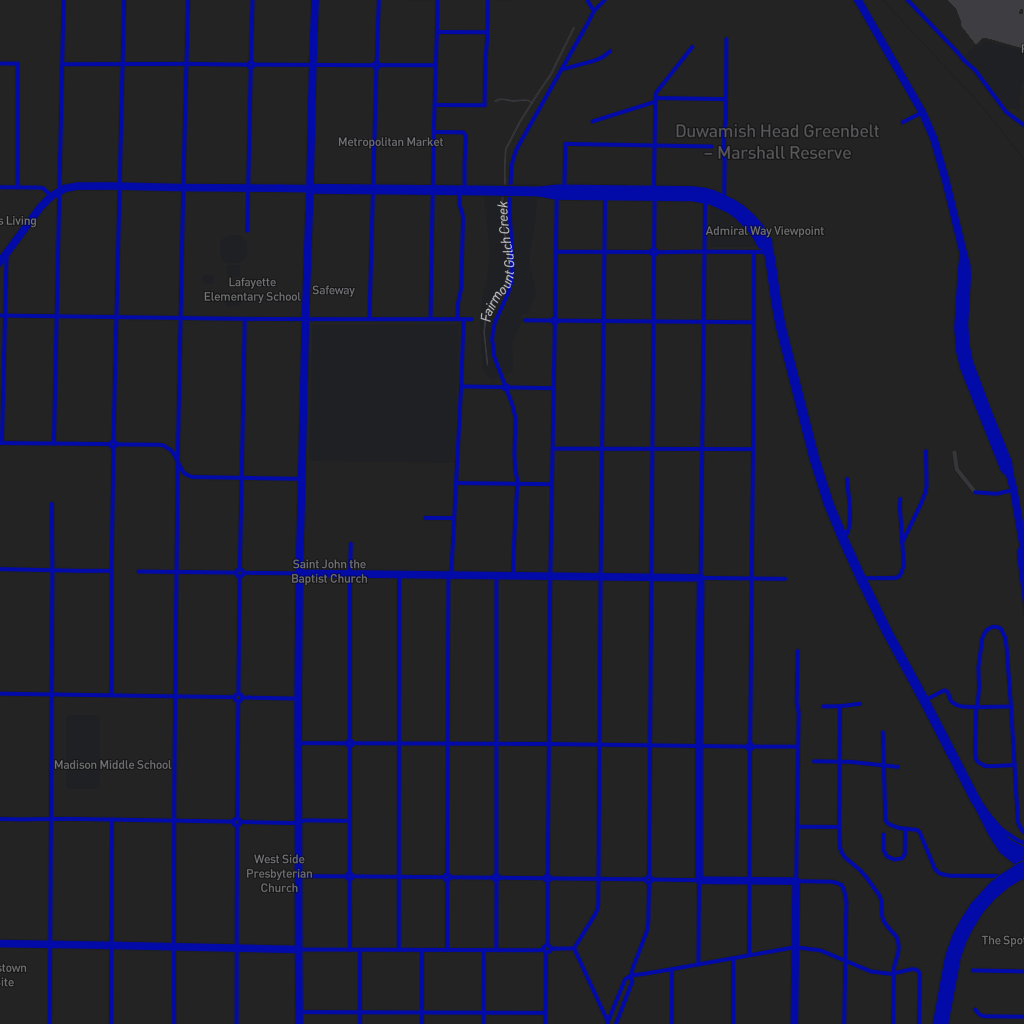 Duwamish Head Greenbelt
– Marshall Reserve
Metropolitan Market
s Living
Fairmount Gulch Creek
Admiral Way Viewpoint
Lafayette
Elementary School
Safeway
Saint John the
Baptist Church
Madison Middle School
West Side
Presbyterian
Church
The Spot
stown
ite